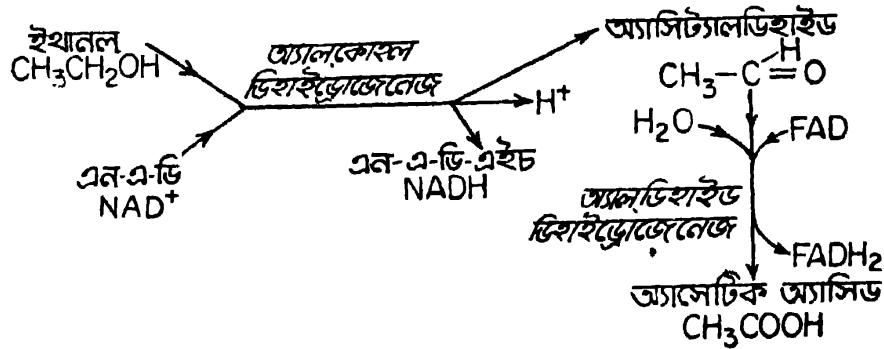 ইথানল
CH₃CH₂OH
এন-এ-ডি
NAD⁺
অ্যালকোহল
ডিহাইড্রোজেনেজ
H⁺
এন-এ-ডি-এইচ
NADH
অ্যাসিট্যালডিহাইড
H
CH₃–C=O
H₂O
FAD
অ্যালডিহাইড
ডিহাইড্রোজেনেজ
FADH₂
অ্যাসেটিক অ্যাসিড
CH₃COOH